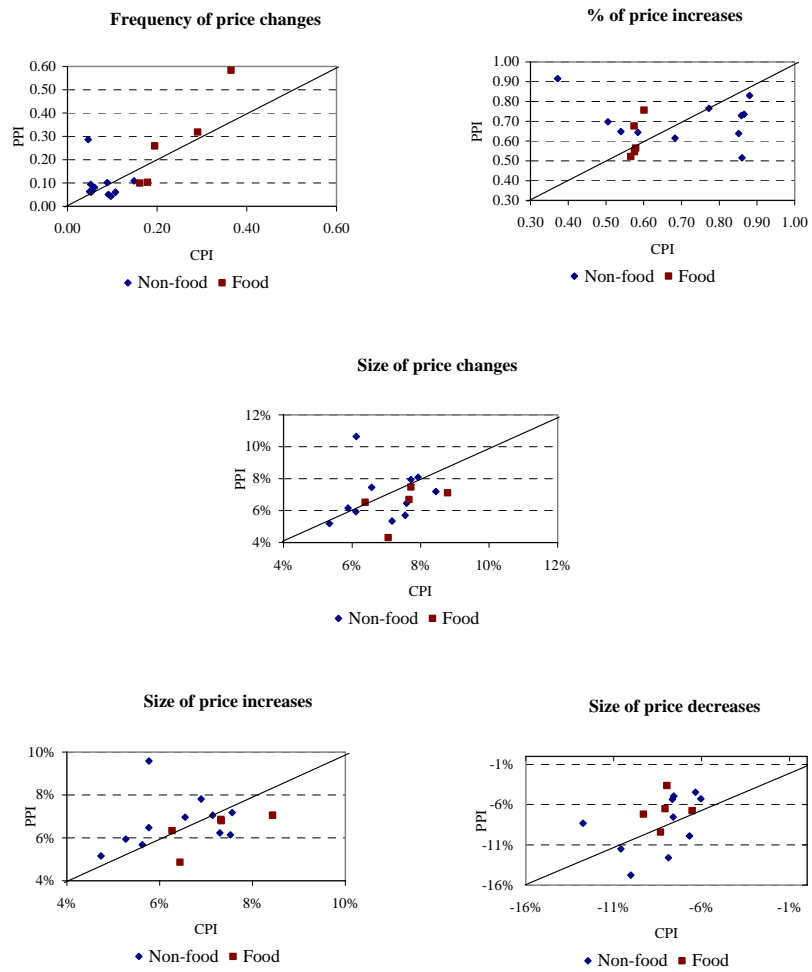 Frequency of price changes
0.60
0.50
0.40
0.30
0.20
0.10
0.00
PPI
0.00 0.20 0.40 0.60
CPI
Non-food Food
% of price increases
1.00
0.90
0.80
0.70
0.60
0.50
0.40
0.30
PPI
0.30 0.40 0.50 0.60 0.70 0.80 0.90 1.00
CPI
Non-food Food
Size of price changes
12%
10%
8%
6%
4%
PPI
4% 6% 8% 10% 12%
CPI
Non-food Food
Size of price increases
10%
8%
6%
4%
PPI
4% 6% 8% 10%
CPI
Non-food Food
Size of price decreases
-1%
-6%
-11%
-16%
PPI
-16% -11% -6% -1%
CPI
Non-food Food